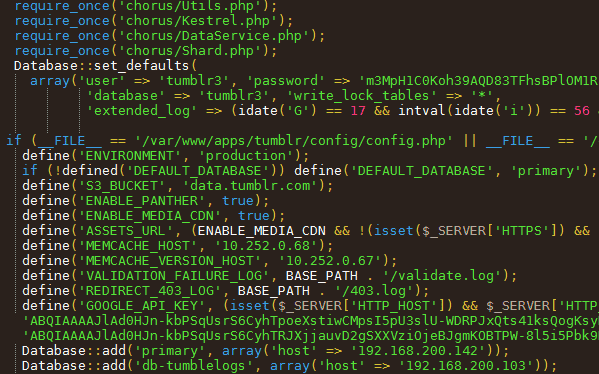 require_once('chorus/Utils.php');
require_once('chorus/Kestrel.php');
require_once('chorus/DataService.php');
require_once('chorus/Shard.php');
Database::set_defaults(
array('user' => 'tumblr3', 'password' => 'm3MpH1C0Koh39AQD83TFhsBPlOM1R
'database' => 'tumblr3', 'write_lock_tables' => '*',
'extended_log' => (idate('G') == 17 && intval(idate('i')) == 56
if (__FILE__ == '/var/www/apps/tumblr/config/config.php' || __FILE__ == '/
define('ENVIRONMENT', 'production');
if (!defined('DEFAULT_DATABASE')) define('DEFAULT_DATABASE', 'primary');
define('S3_BUCKET', 'data.tumblr.com');
define('ENABLE_PANTHER', true);
define('ENABLE_MEDIA_CDN', true);
define('ASSETS_URL', (ENABLE_MEDIA_CDN && !(isset($_SERVER['HTTPS']) &&
define('MEMCACHE_HOST', '10.252.0.68');
define('MEMCACHE_VERSION_HOST', '10.252.0.67');
define('VALIDATION_FAILURE_LOG', BASE_PATH . '/validate.log');
define('REDIRECT_403_LOG', BASE_PATH . '/403.log');
define('GOOGLE_API_KEY', (isset($_SERVER['HTTP_HOST']) && $_SERVER['HTTP_
'ABQIAAAAJlAd0HJn-kbPSqUsrS6CyhTpoeXstiwCMpsI5pU3slU-WDRPJxQts41ksQogKsy
'ABQIAAAAJlAd0HJn-kbPSqUsrS6CyhTRJXjjauvD2gSXXVziOjeBJgmKOBTPW-8l5i5Pbk9
Database::add('primary', array('host' => '192.168.200.142'));
Database::add('db-tumblelogs', array('host' => '192.168.200.103'));